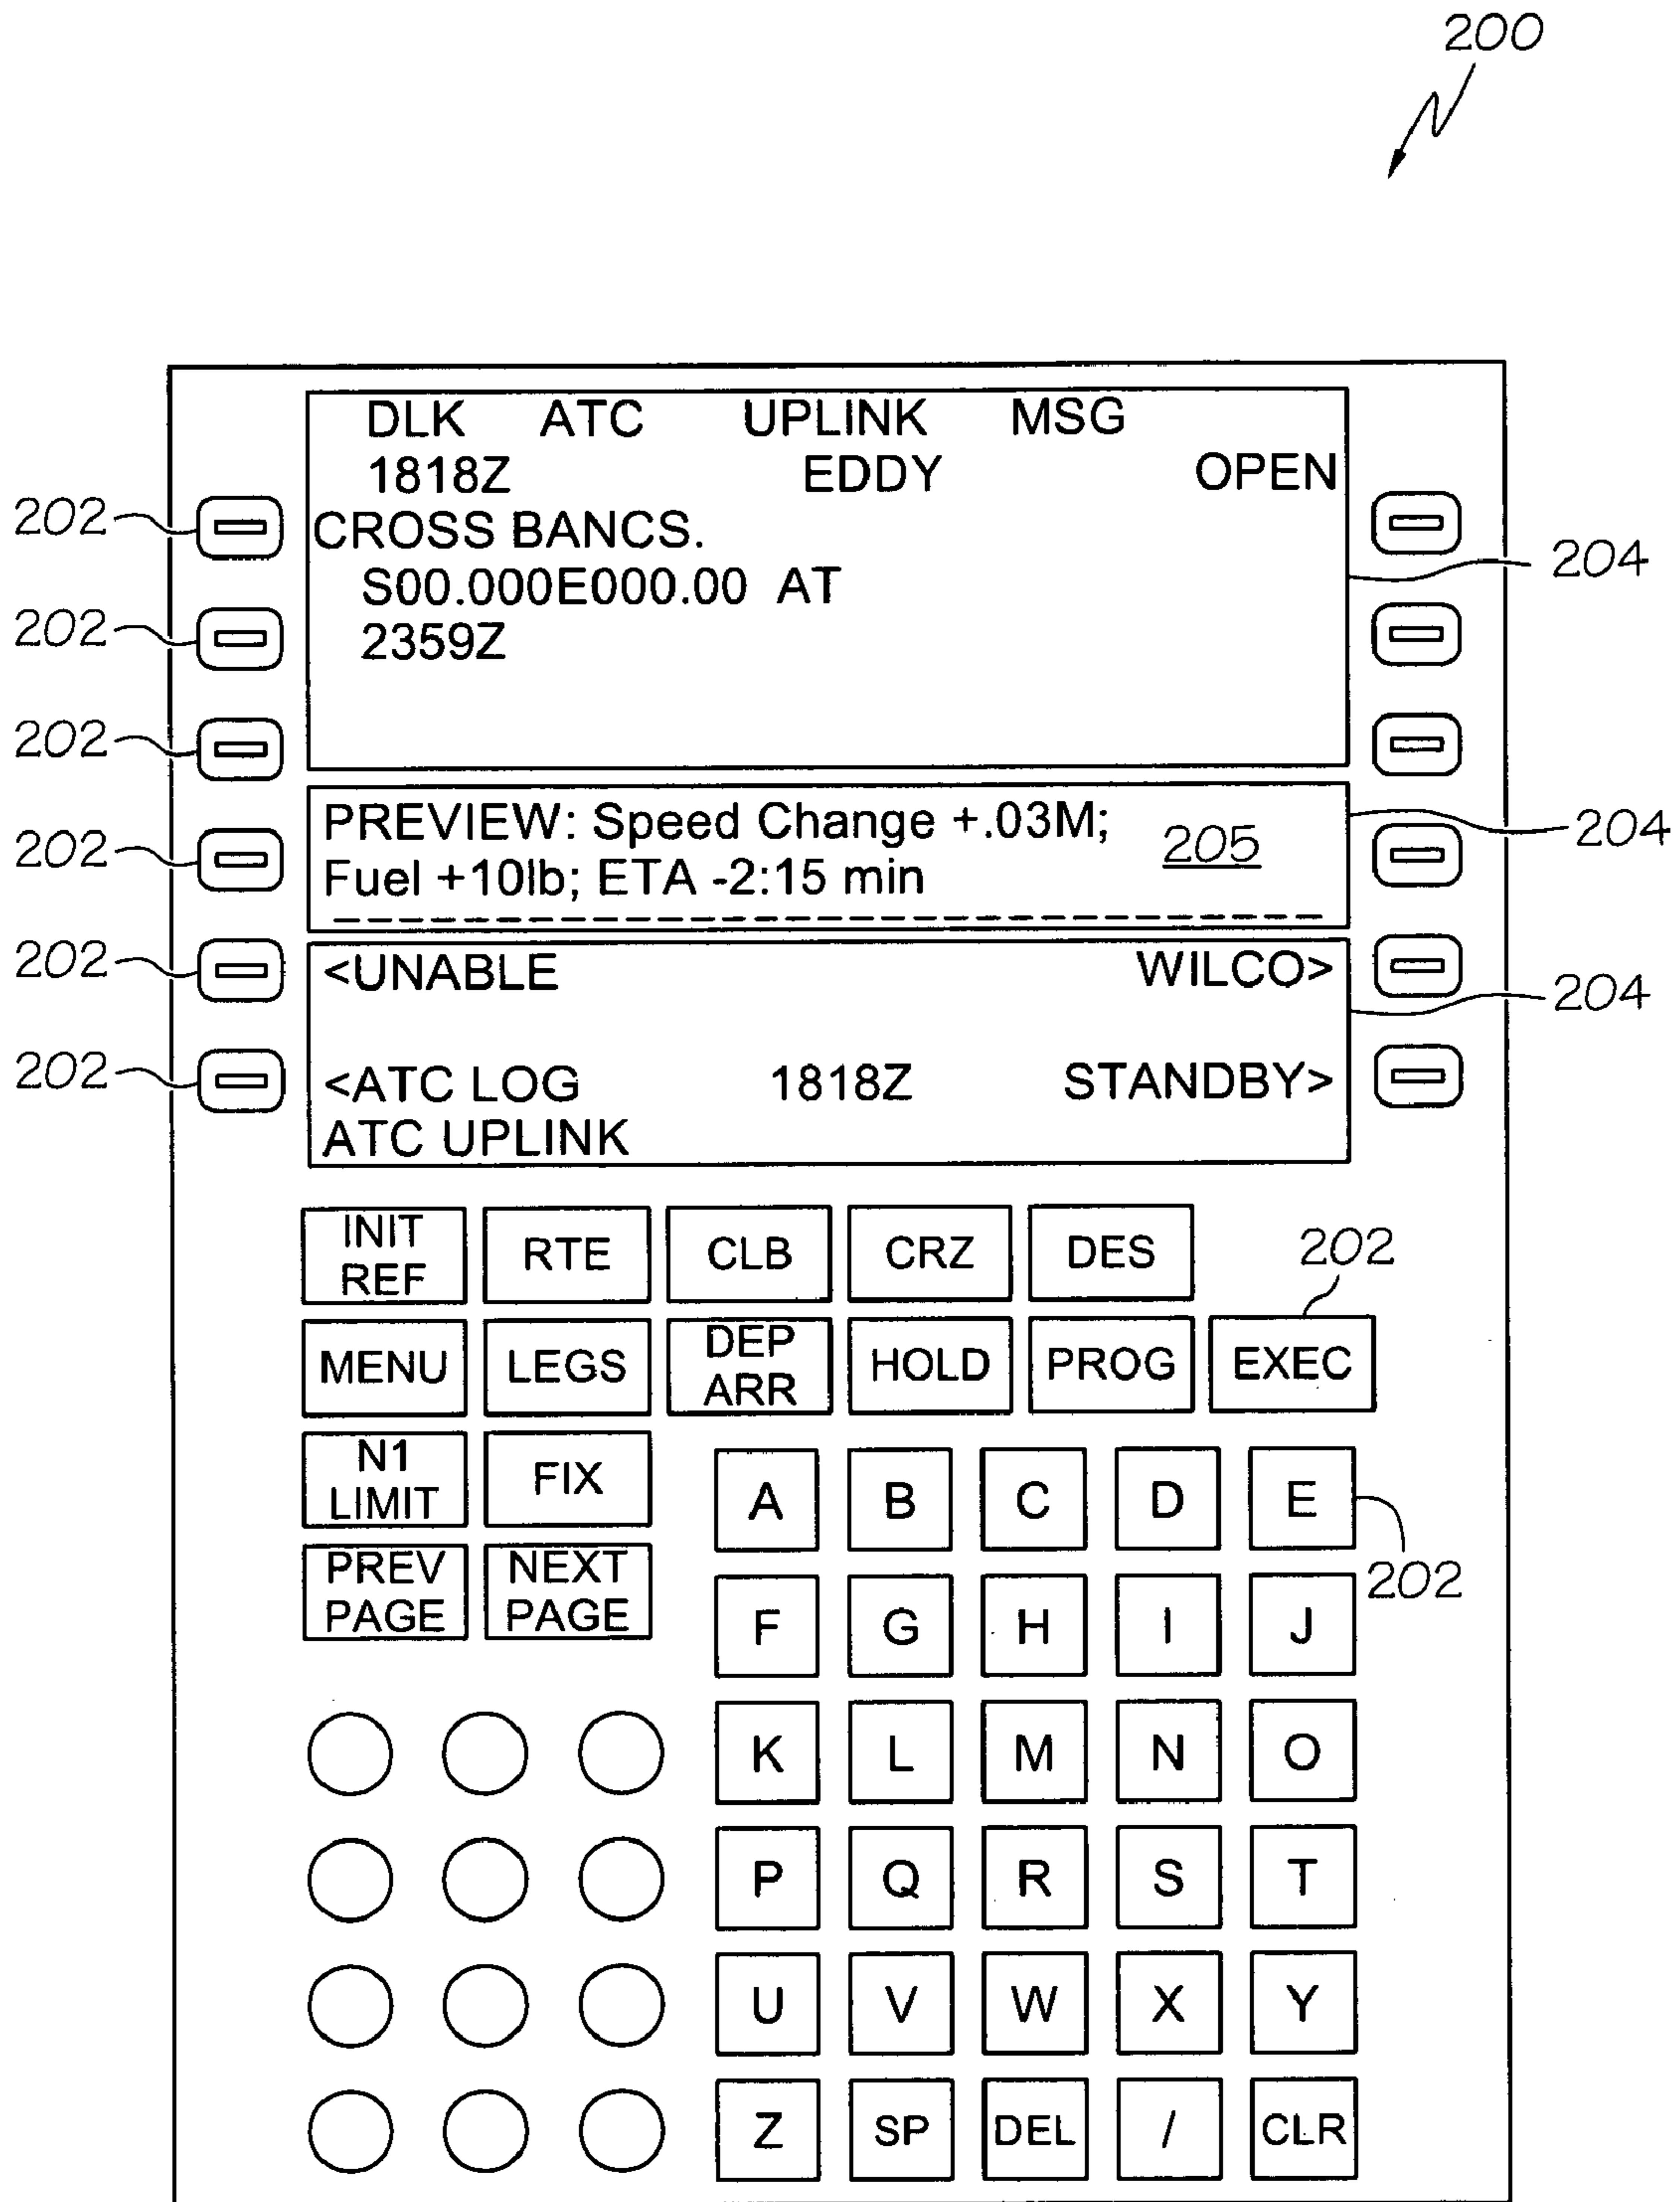 200
DLK ATC UPLINK MSG
1818Z EDDY OPEN
202 CROSS BANCS.
S00.000E000.00 AT 204
202 2359Z
202
PREVIEW: Speed Change +.03M; 204
202 Fuel +10lb; ETA -2:15 min 205
202 <UNABLE WILCO>
204
202 <ATC LOG 1818Z STANDBY>
ATC UPLINK
INIT REF RTE CLB CRZ DES 202
MENU LEGS DEP ARR HOLD PROG EXEC
N1 LIMIT FIX A B C D E
202
PREV PAGE NEXT PAGE F G H I J
K L M N O
P Q R S T
U V W X Y
Z SP DEL / CLR